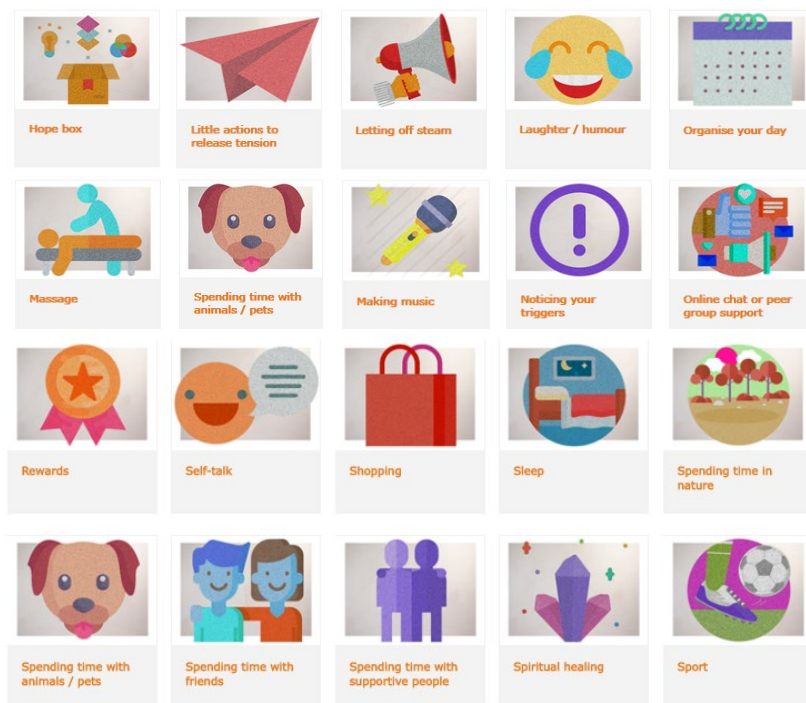 Hope box
Little actions to
release tension
Letting off steam
Laughter / humour
Organise your day
Massage
Spending time with
animals / pets
Making music
Noticing your
triggers
Online chat or peer
group support
Rewards
Self-talk
Shopping
Sleep
Spending time in
nature
Spending time with
animals / pets
Spending time with
friends
Spending time with
supportive people
Spiritual healing
Sport